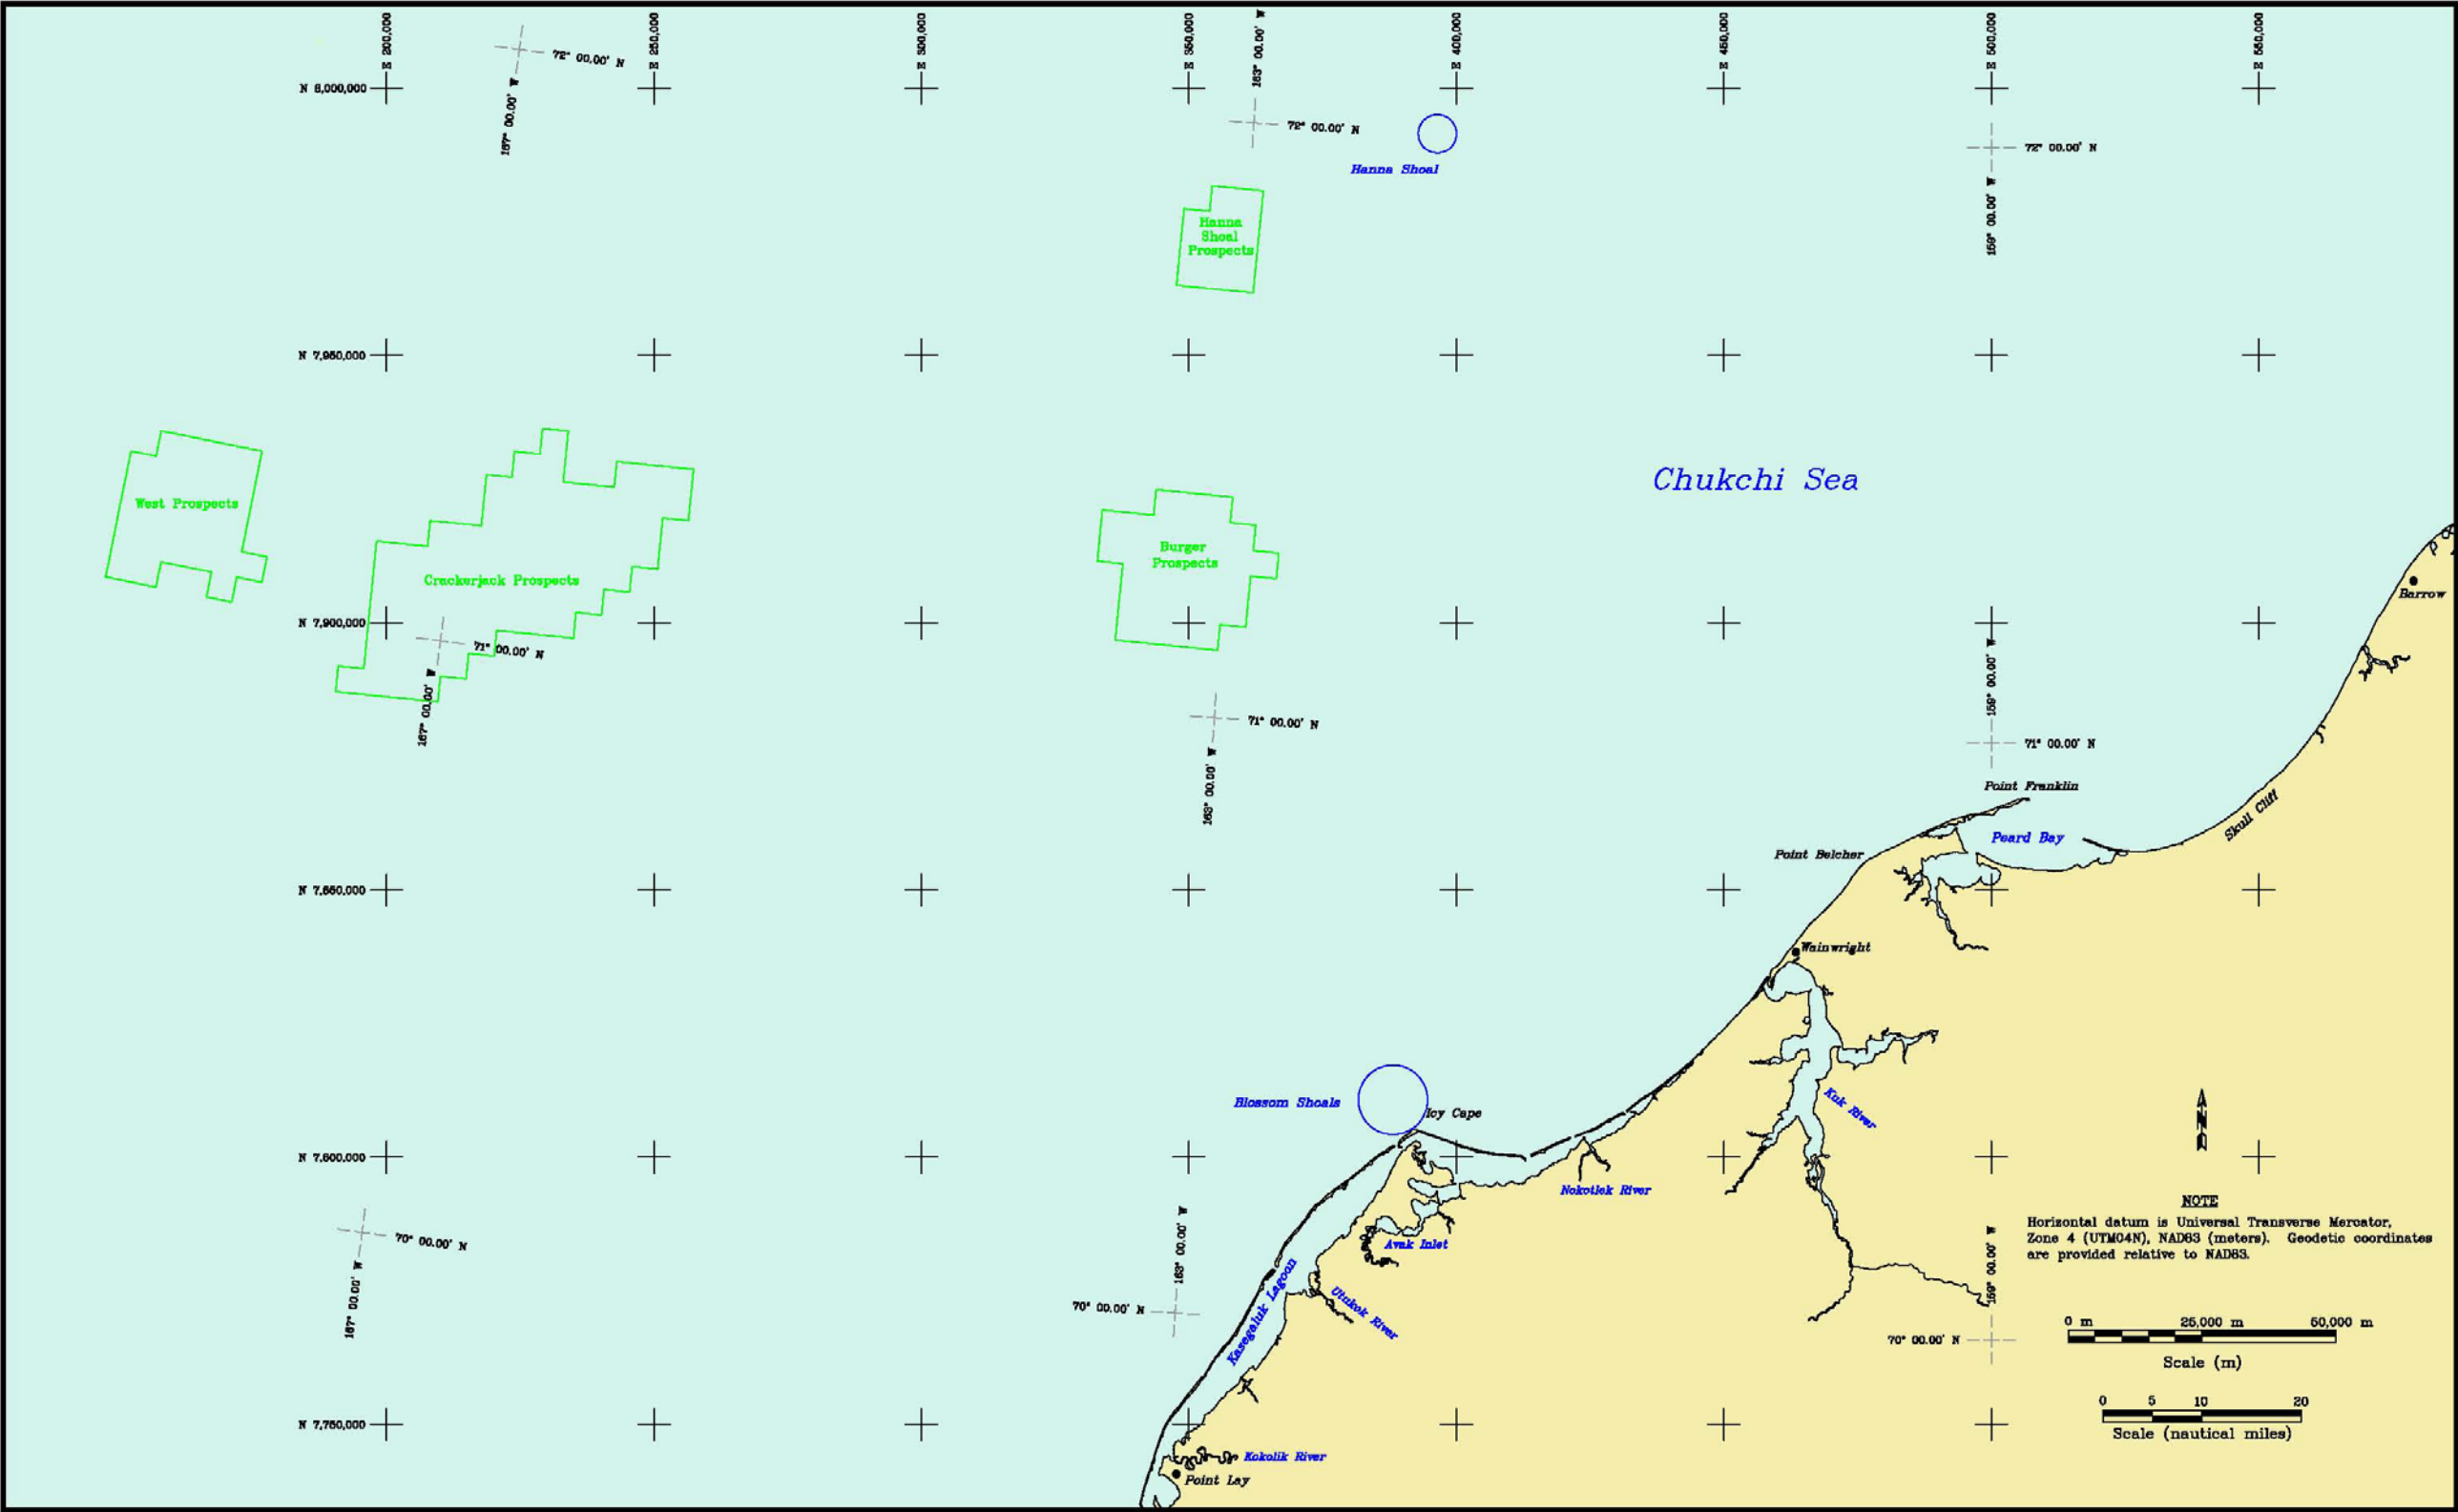 E 200,000
E 250,000
E 300,000
E 350,000
163° 00.00' W
E 400,000
E 450,000
E 500,000
E 550,000
72° 00.00' N
167° 00.00' W
N 8,000,000
72° 00.00' N
Hanna Shoal
72° 00.00' N
159° 00.00' W
Hanna
Shoal
Prospects
N 7,950,000
Chukchi Sea
West Prospects
Burger
Prospects
Crackerjack Prospects
Barrow
N 7,900,000
71° 00.00' N
167° 00.00' W
71° 00.00' N
163° 00.00' W
159° 00.00' W
71° 00.00' N
Point Franklin
Skull Cliff
Peard Bay
Point Belcher
N 7,850,000
Wainwright
Blossom Shoals
Icy Cape
Kuk River
N 7,800,000
Nokotlek River
Avak Inlet
70° 00.00' N
167° 00.00' W
163° 00.00' W
70° 00.00' N
Kasegaluk Lagoon
Utukok River
159° 00.00' W
70° 00.00' N
N
NOTE
Horizontal datum is Universal Transverse Mercator,
Zone 4 (UTM04N), NAD83 (meters). Geodetic coordinates
are provided relative to NAD83.
0 m 25,000 m 50,000 m
Scale (m)
0 5 10 20
Scale (nautical miles)
N 7,750,000
Kokolik River
Point Lay